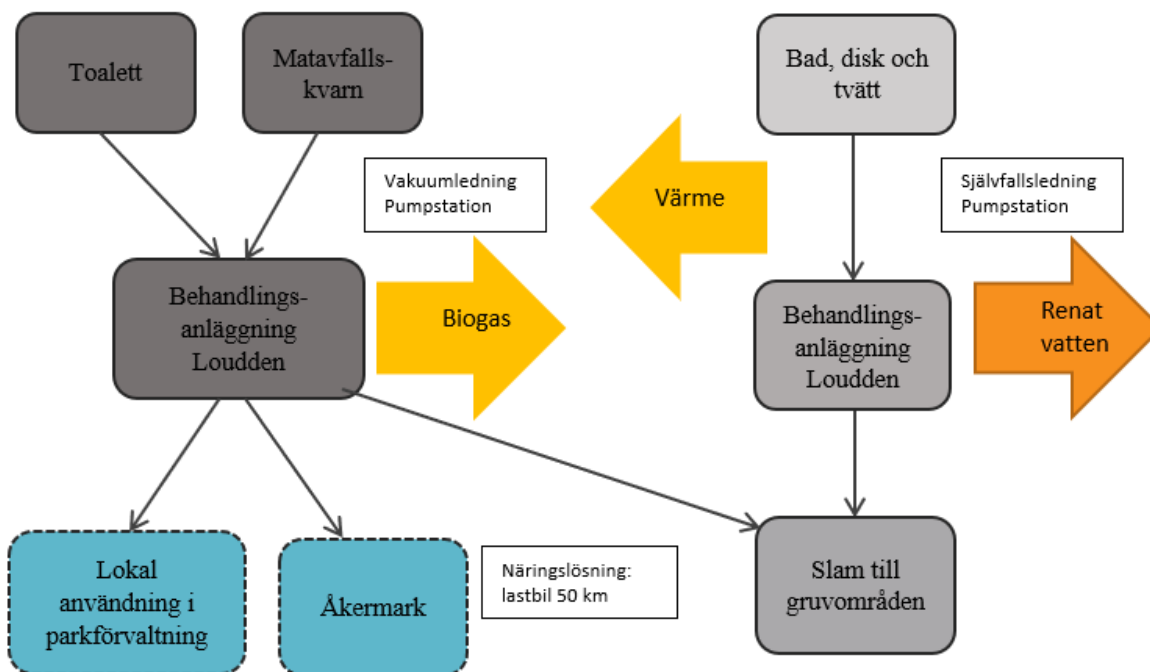 Toalett
Matavfalls-
kvarn
Bad, disk och
tvätt
Vakuumledning
Pumpstation
Värme
Självfallsledning
Pumpstation
Behandlings-
anläggning
Loudden
Biogas
Behandlings-
anläggning
Loudden
Renat
vatten
Lokal
användning i
parkförvaltning
Åkermark
Näringslösning:
lastbil 50 km
Slam till
gruvområden